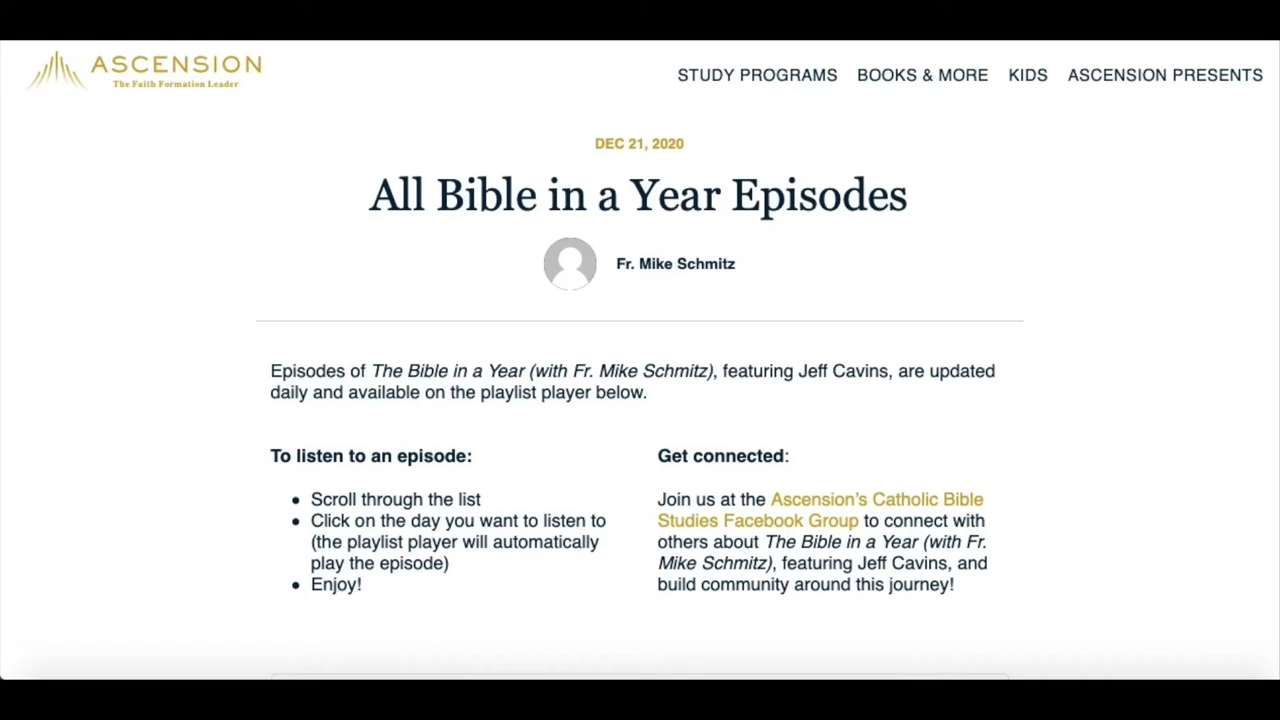 ASCENSION
The Faith Formation Leader
STUDY PROGRAMS BOOKS & MORE KIDS ASCENSION PRESENTS
DEC 21, 2020
All Bible in a Year Episodes
Fr. Mike Schmitz
Episodes of The Bible in a Year (with Fr. Mike Schmitz), featuring Jeff Cavins, are updated
daily and available on the playlist player below.
To listen to an episode:
• Scroll through the list
• Click on the day you want to listen to
(the playlist player will automatically
play the episode)
• Enjoy!
Get connected:
Join us at the Ascension’s Catholic Bible
Studies Facebook Group to connect with
others about The Bible in a Year (with Fr.
Mike Schmitz), featuring Jeff Cavins, and
build community around this journey!